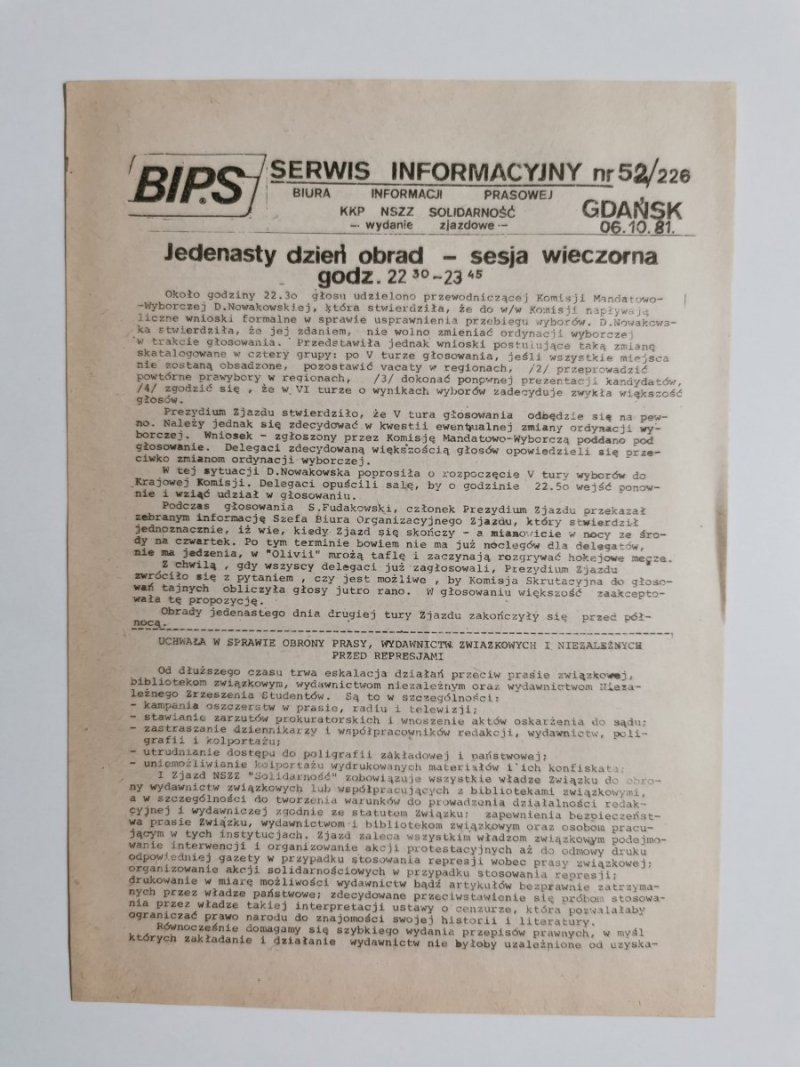 BIPS
SERWIS INFORMACYJNY nr 52/226
BIURA INFORMACJI PRASOWEJ
KKP NSZZ SOLIDARNOŚĆ
GDAŃSK
— wydanie zjazdowe —
06.10.81.
Jedenasty dzień obrad - sesja wieczorna
godz. 22 30-23 45
Około godziny 22.3o głosu udzielono przewodniczącej Komisji Mandatowo-
-Wyborczej D.Nowakowskiej, która stwierdziła, że do w/w Komisji napływają
liczne wnioski formalne w sprawie usprawnienia przebiegu wyborów. D.Nowakows-
ka stwierdziła, że jej zdaniem, nie wolno zmieniać ordynacji wyborczej
w trakcie głosowania. Przedstawiła jednak wnioski postulujące taką zmianę
skatalogowane w cztery grupy: po V turze głosowania, jeśli wszystkie miejsca
nie zostaną obsadzone, pozostawić vacaty w regionach, /2/ przeprowadzić
powtórne prawybory w regionach, /3/ dokonać ponownej prezentacji kandydatów,
/4/ zgodzić się , że w VI turze o wynikach wyborów zadecyduje zwykła większość
głosów.
Prezydium Zjazdu stwierdziło, że V tura głosowania odbędzie się na pew-
no. Należy jednak się zdecydować w kwestii ewentualnej zmiany ordynacji wy-
borczej. Wniosek - zgłoszony przez Komisję Mandatowo-Wyborczą poddano pod
głosowanie. Delegaci zdecydowaną większością głosów opowiedzieli się prze-
ciwko zmianom ordynacji wyborczej.
W tej sytuacji D.Nowakowska poprosiła o rozpoczęcie V tury wyborów do
Krajowej Komisji. Delegaci opuścili salę, by o godzinie 22.5o wejść ponow-
nie i wziąć udział w głosowaniu.
Podczas głosowania S.Fudakowski, członek Prezydium Zjazdu przekazał
zebranym informację Szefa Biura Organizacyjnego Zjazdu, który stwierdził
jednoznacznie, iż wie, kiedy Zjazd się skończy - a mianowicie w nocy ze śro-
dy na czwartek. Po tym terminie bowiem nie ma już noclegów dla delegatów,
nie ma jedzenia, w "Olivii" mrożą taflę i zaczynają rozgrywać hokejowe mecze.
Z chwilą , gdy wszyscy delegaci już zagłosowali, Prezydium Zjazdu
zwróciło się z pytaniem , czy jest możliwe , by Komisja Skrutacyjna do głoso-
wań tajnych obliczyła głosy jutro rano. W głosowaniu większość zaakcepto-
wała tę propozycję.
Obrady jedenastego dnia drugiej tury Zjazdu zakończyły się przed pół-
nocą.
UCHWAŁA W SPRAWIE OBRONY PRASY, WYDAWNICTW ZWIAZKOWYCH I NIEZALEŻNYCH
PRZED REPRESJAMI
Od dłuższego czasu trwa eskalacja działań przeciw prasie związkowej,
bibliotekom związkowym, wydawnictwom niezależnym oraz wydawnictwom Nieza-
leżnego Zrzeszenia Studentów. Są to w szczególności:
- kampania oszczerstw w prasie, radiu i telewizji;
- stawianie zarzutów prokuratorskich i wnoszenie aktów oskarżenia do sądu;
- zastraszanie dziennikarzy i współpracowników redakcji, wydawnictw, poli-
grafii i kolportażu;
- utrudnianie dostępu do poligrafii zakładowej i państwowej;
- uniemożliwianie kolportażu wydrukowanych materiałów i ich konfiskata;
I Zjazd NSZZ "Solidarność" zobowiązuje wszystkie władze Związku do obro-
ny wydawnictw związkowych lub współpracujących z bibliotekami związkowymi,
a w szczególności do tworzenia warunków do prowadzenia działalności redak-
cyjnej i wydawniczej zgodnie ze statutem Związku; zapewnienia bezpieczeńst-
wa prasie Związku, wydawnictwom i bibliotekom związkowym oraz osobom pracu-
jącym w tych instytucjach. Zjazd zaleca wszystkim władzom związkowym podejmo-
wanie interwencji i organizowanie akcji protestacyjnych aż do odmowy druku
odpowiedniej gazety w przypadku stosowania represji wobec prasy związkowej;
organizowanie akcji solidarnościowych w przypadku stosowania represji;
drukowanie w miarę możliwości wydawnictw bądź artykułów bezprawnie zatrzyma-
nych przez władze państwowe; zdecydowane przeciwstawienie się próbom stosowa-
nia przez władze takiej interpretacji ustawy o cenzurze, która pozwalałaby
ograniczać prawo narodu do znajomości swojej historii i literatury.
Równocześnie domagamy się szybkiego wydania przepisów prawnych, w myśl
których zakładanie i działanie wydawnictw nie byłoby uzależnione od uzyska-